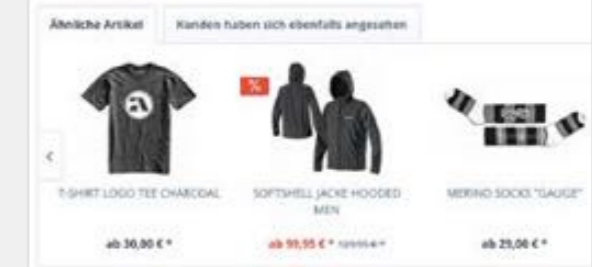 Ähnliche Artikel
Kunden haben sich ebenfalls angesehen
%
T-SHIRT LOGO TEE CHARCOAL
SOFTSHELL JACKE HOODED
MEN
MERINO SOCKS "GAUGE"
ab 30,00 € *
ab 99,95 € *
ab 25,00 € *